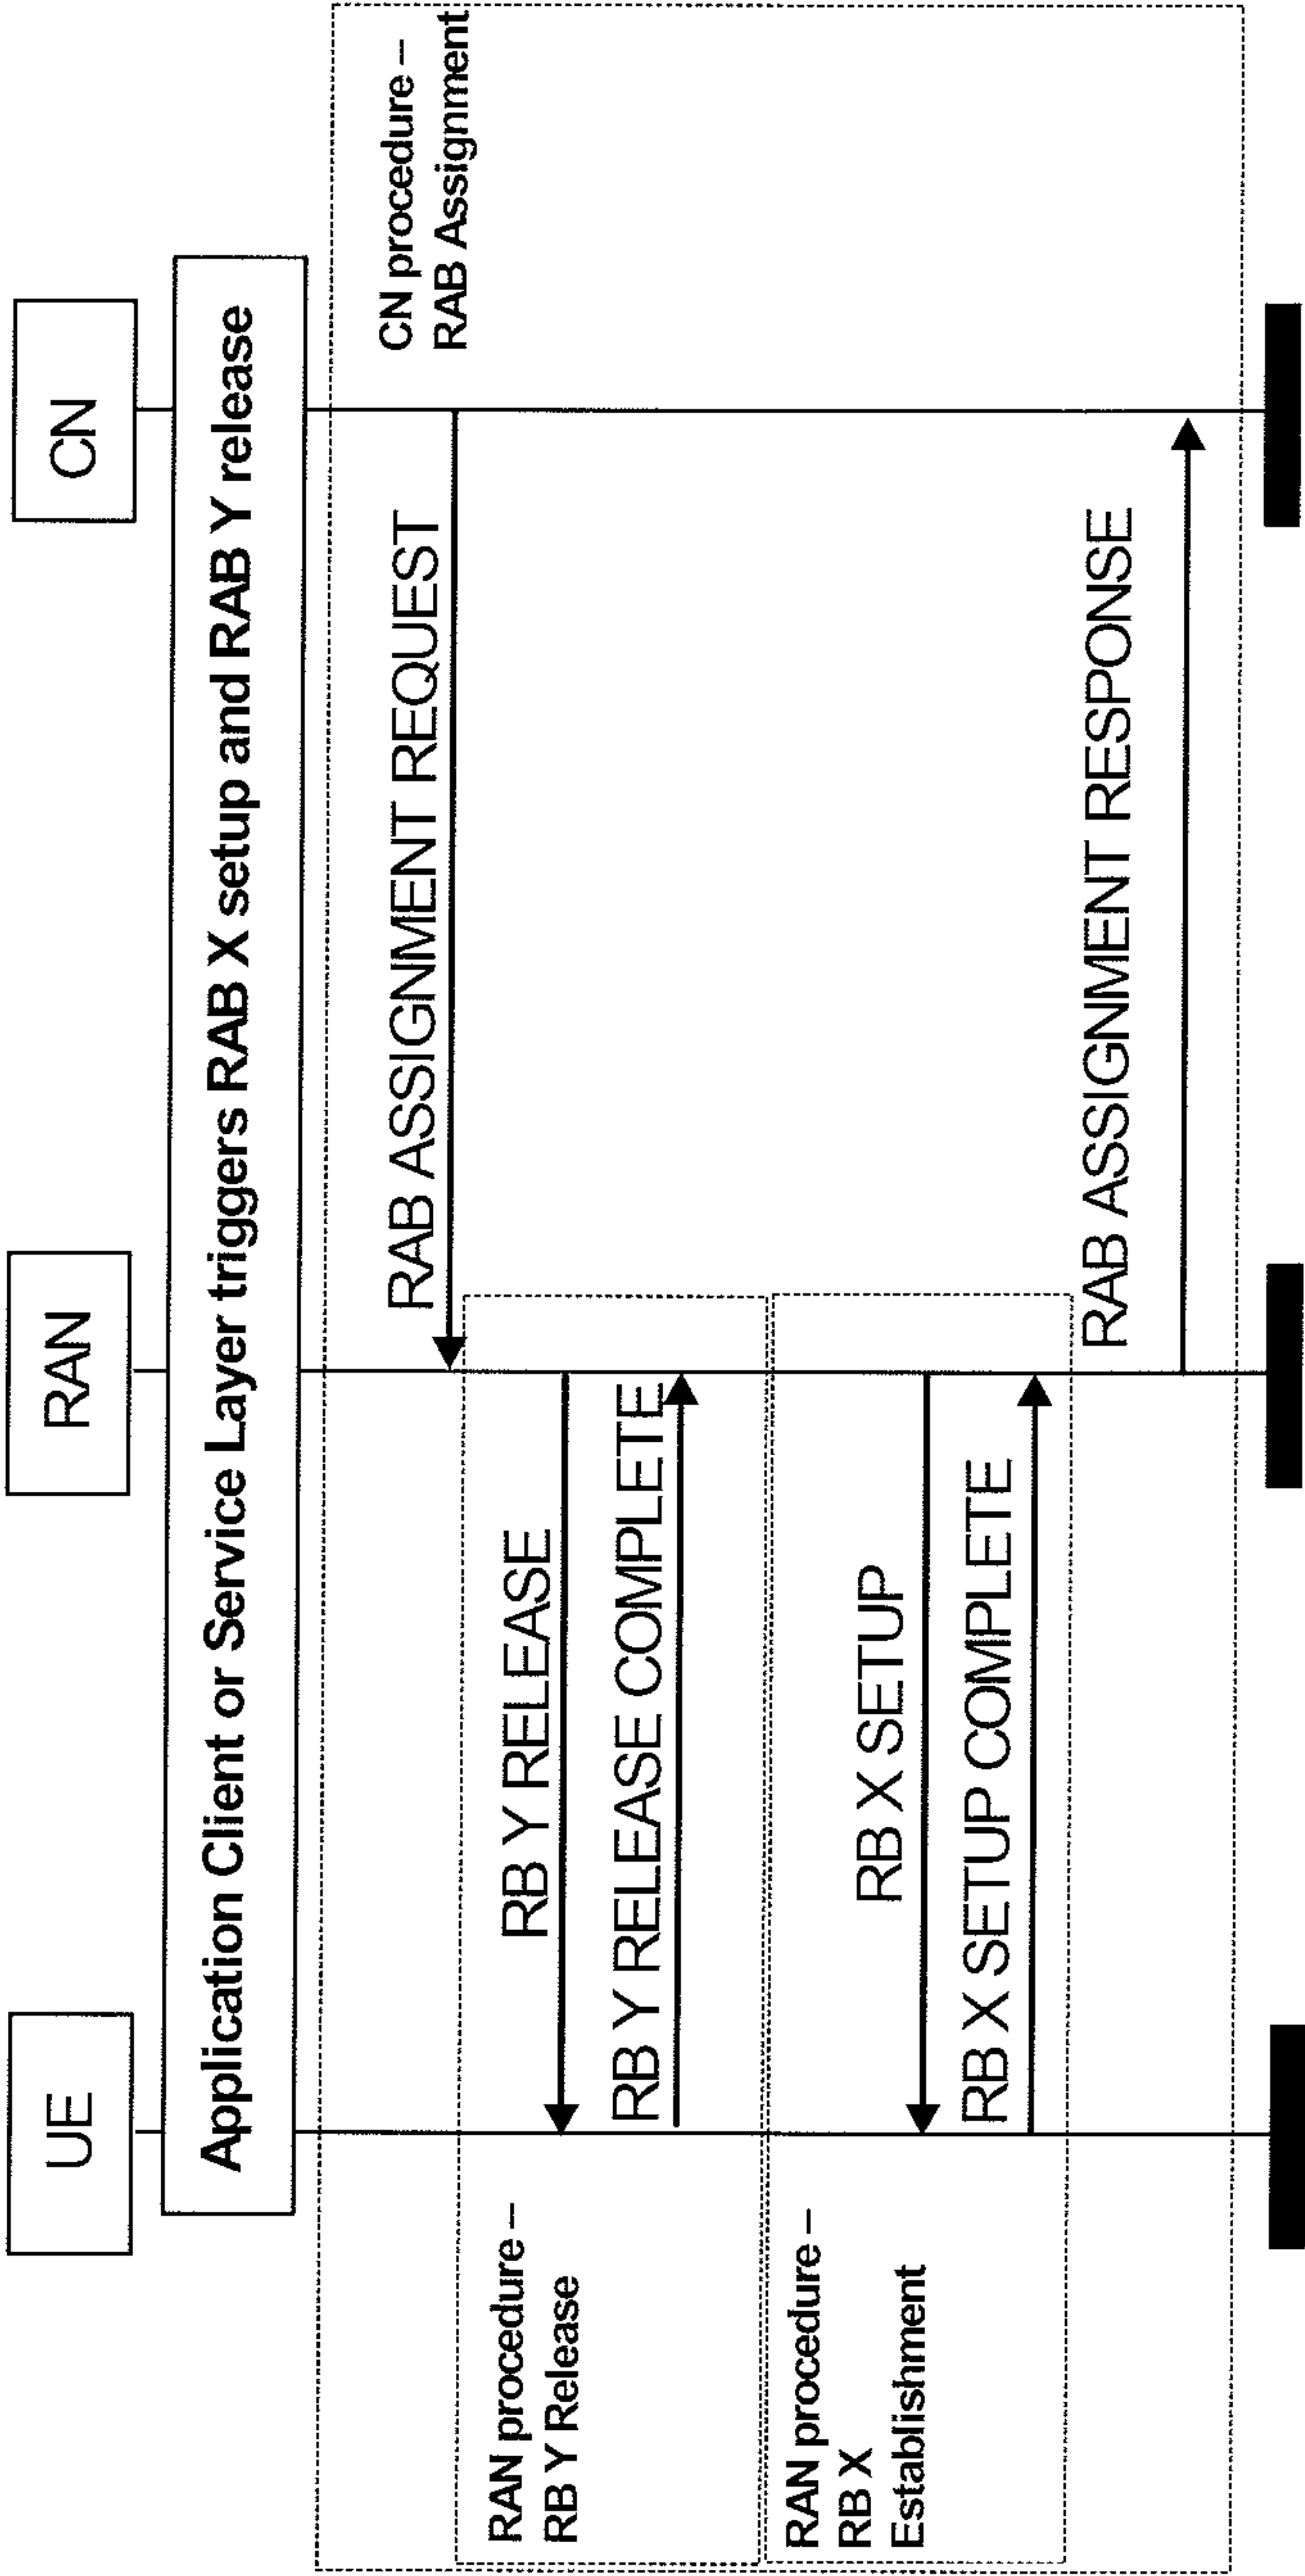 UE
RAN
CN
Application Client or Service Layer triggers RAB X setup and RAB Y release
CN procedure –
RAB Assignment
RAB ASSIGNMENT REQUEST
RAN procedure –
RB Y Release
RB Y RELEASE
RB Y RELEASE COMPLETE
RAN procedure –
RB X
Establishment
RB X SETUP
RB X SETUP COMPLETE
RAB ASSIGNMENT RESPONSE